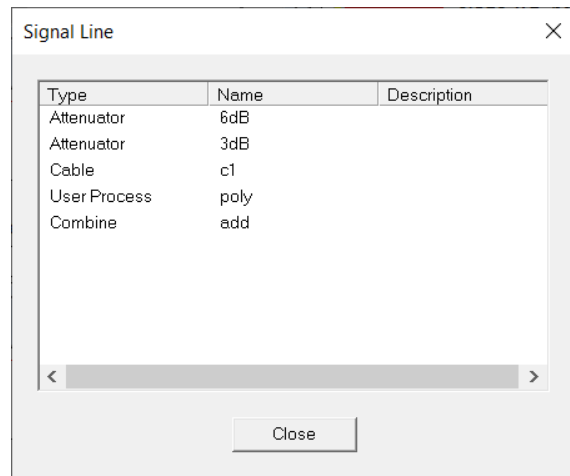 Signal Line
Type Name Description
Attenuator 6dB
Attenuator 3dB
Cable c1
User Process poly
Combine add
Close